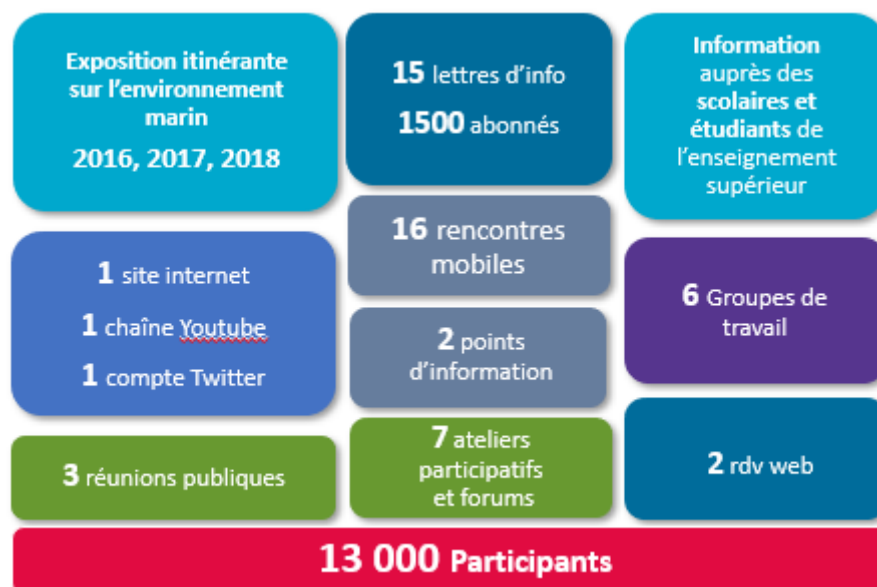 Exposition itinérante
sur l'environnement
marin
2016, 2017, 2018
15 lettres d'info
1500 abonnés
Information
auprès des
scolaires et
étudiants de
l'enseignement
supérieur
1 site internet
1 chaîne Youtube
1 compte Twitter
16 rencontres
mobiles
2 points
d'information
6 Groupes de
travail
3 réunions publiques
7 ateliers
participatifs
et forums
2 rdv web
13 000 Participants